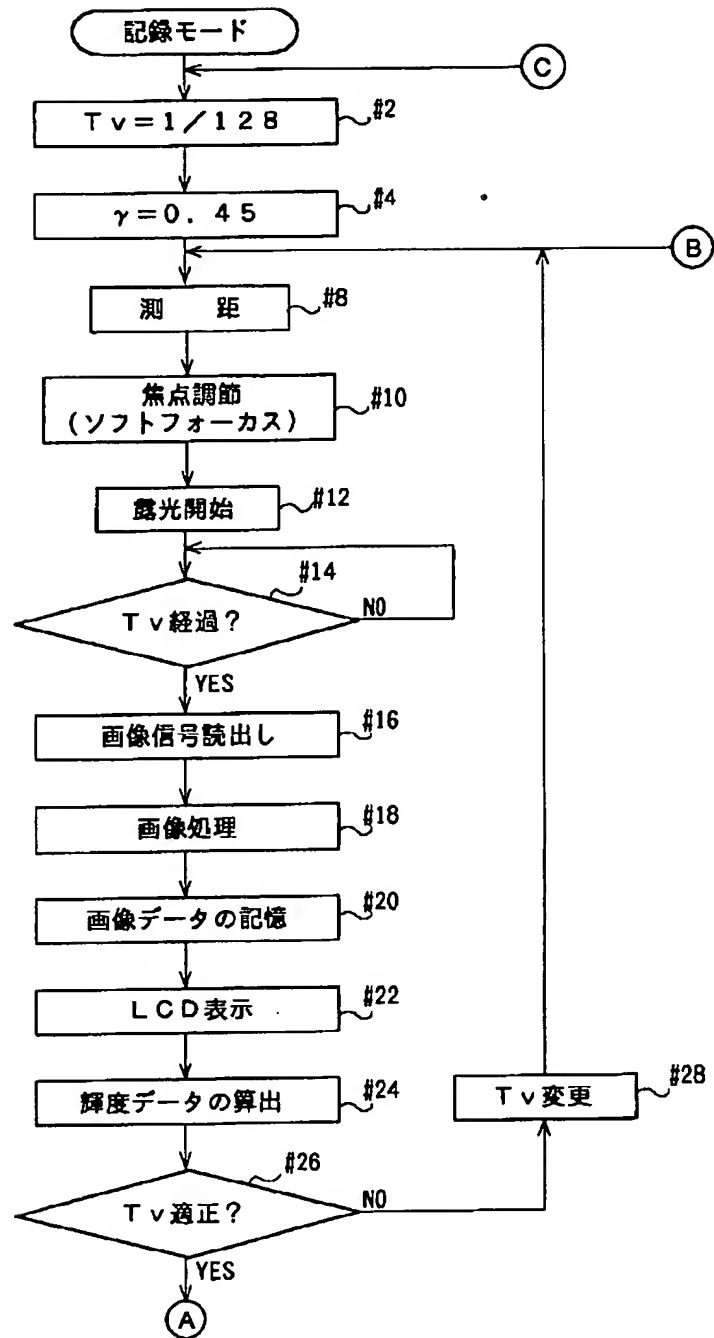 記録モード
C
Tv=1/128
#2
γ=0.45
#4
B
測 距
#8
焦点調節
(ソフトフォーカス)
#10
露光開始
#12
#14
Tv経過?
NO
YES
画像信号読出し
#16
画像処理
#18
画像データの記憶
#20
LCD表示
#22
輝度データの算出
#24
Tv変更
#28
#26
Tv適正?
NO
YES
A